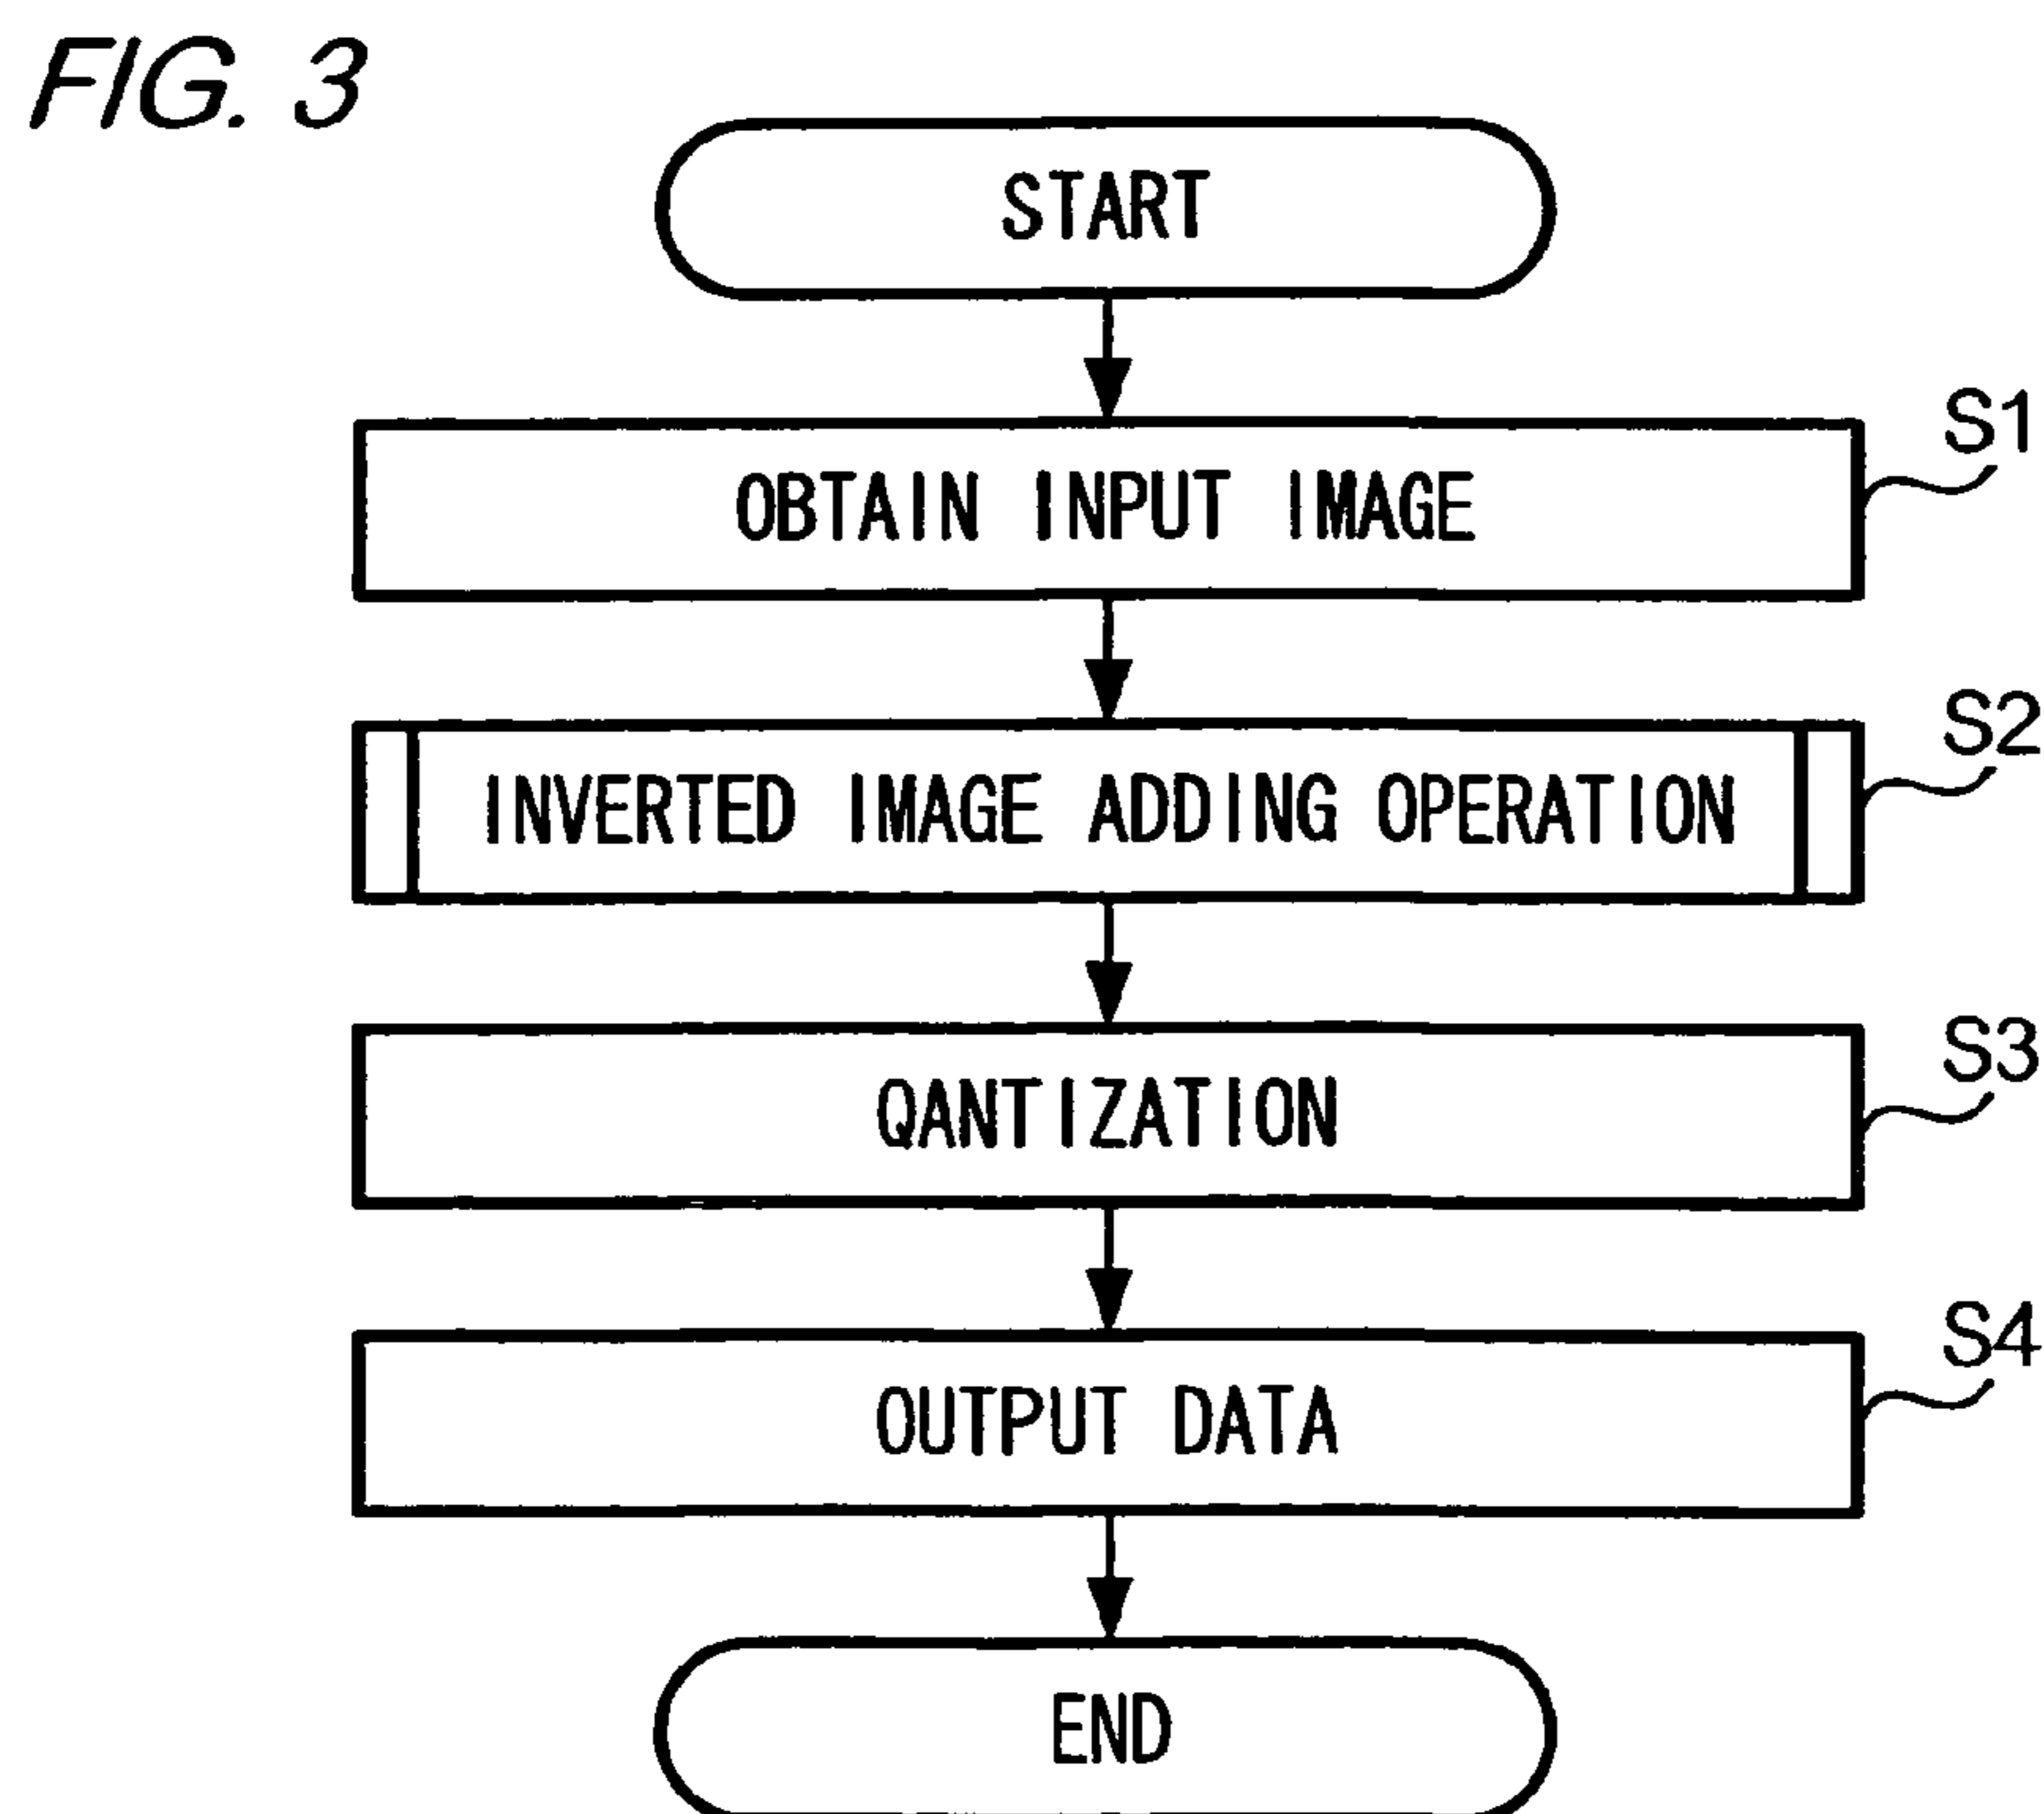 FIG. 3
START
S1
OBTAIN INPUT IMAGE
S2
INVERTED IMAGE ADDING OPERATION
S3
QANTIZATION
S4
OUTPUT DATA
END